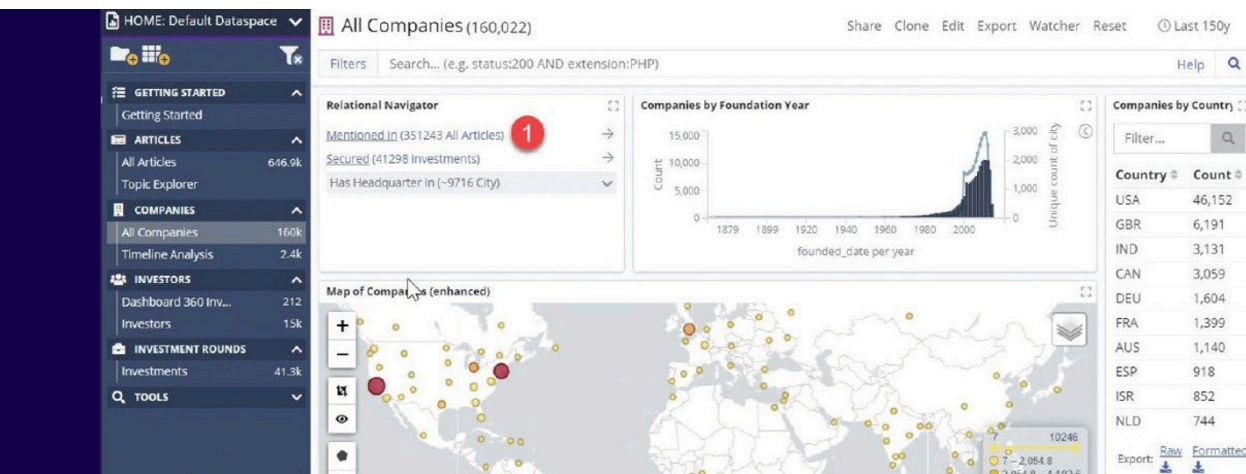 HOME: Default Dataspace
GETTING STARTED
Getting Started
ARTICLES
All Articles 646.9k
Topic Explorer
COMPANIES
All Companies 160k
Timeline Analysis 2.4k
INVESTORS
Dashboard 360 Inv... 212
Investors 15k
INVESTMENT ROUNDS
Investments 41.3k
TOOLS
All Companies (160,022)
Share Clone Edit Export Watcher Reset Last 150y
Filters Search... (e.g. status:200 AND extension:PHP) Help
Relational Navigator
Mentioned In (351243 All Articles) 1
Secured (41298 Investments)
Has Headquarter in (~9716 City)
Companies by Foundation Year
Count
15,000
10,000
5,000
0
3,000
2,000
1,000
0
Unique count of city
1879 1899 1920 1940 1960 1980 2000
founded_date per year
Map of Companies (enhanced)
7 10246
7 – 2,054.8
Companies by Country
Filter...
Country Count
USA 46,152
GBR 6,191
IND 3,131
CAN 3,059
DEU 1,604
FRA 1,399
AUS 1,140
ESP 918
ISR 852
NLD 744
Export: Raw Formatted